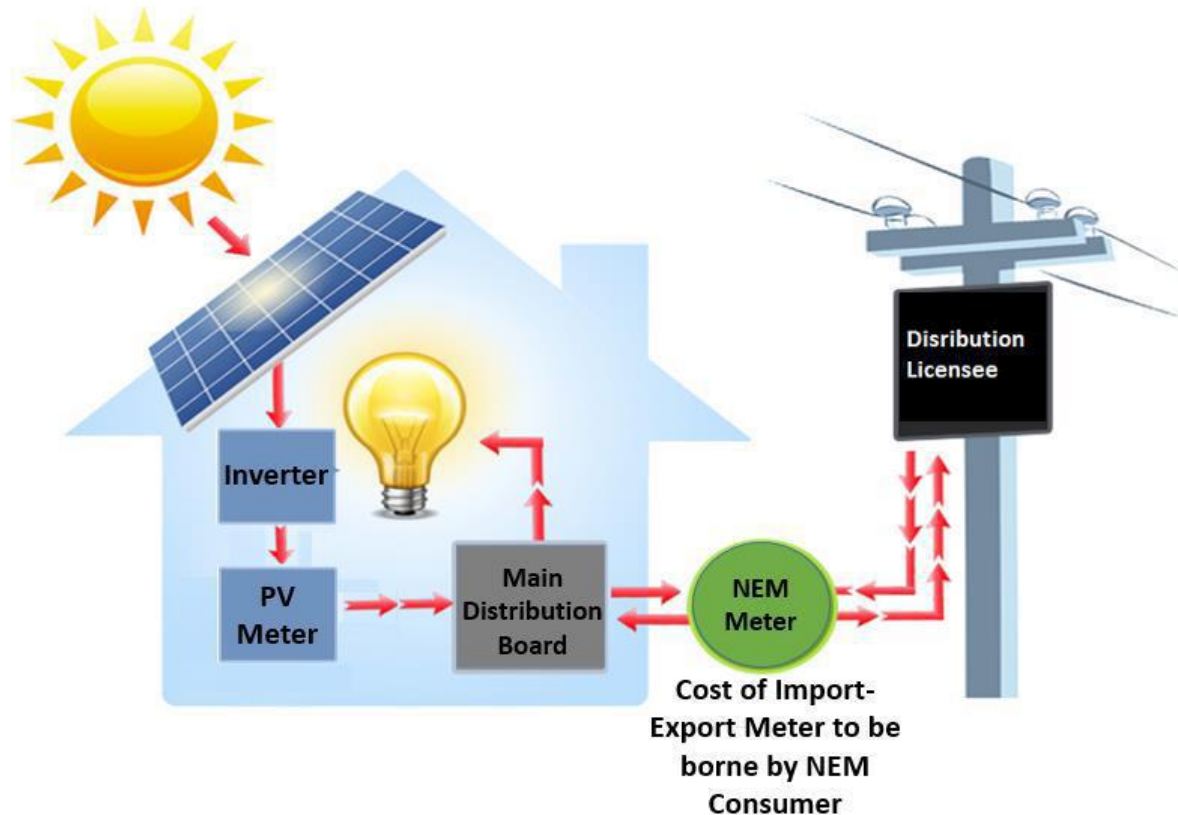 Disribution
Licensee
Inverter
PV
Meter
Main
Distribution
Board
NEM
Meter
Cost of Import-
Export Meter to be
borne by NEM
Consumer